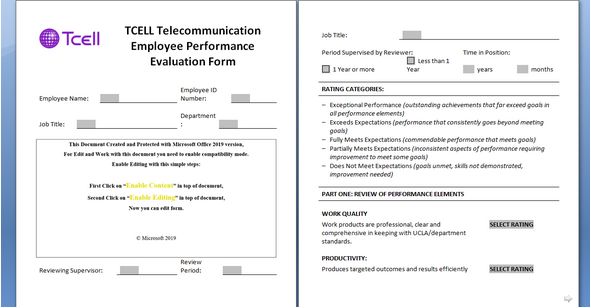 Tcell
TCELL Telecommunication
Employee Performance
Evaluation Form
Employee Name:
Employee ID
Number:
Job Title:
Department
:
This Document Created and Protected with Microsoft Office 2019 version,
For Edit and Work with this document you need to enable compatibility mode.
Enable Editing with this simple steps:
First Click on "Enable Content" in top of document,
Second Click on "Enable Editing" in top of document,
Now you can edit form.
© Microsoft 2019
Reviewing Supervisor:
Review
Period:
Job Title:
Period Supervised by Reviewer:
Time in Position:
1 Year or more
Less than 1
Year
years
months
RATING CATEGORIES:
– Exceptional Performance (outstanding achievements that far exceed goals in
all performance elements)
– Exceeds Expectations (performance that consistently goes beyond meeting
goals)
– Fully Meets Expectations (commendable performance that meets goals)
– Partially Meets Expectations (inconsistent aspects of performance requiring
improvement to meet some goals)
– Does Not Meet Expectations (goals unmet, skills not demonstrated,
improvement needed)
PART ONE: REVIEW OF PERFORMANCE ELEMENTS
WORK QUALITY
Work products are professional, clear and
comprehensive in keeping with UCLA/department
standards.
SELECT RATING
PRODUCTIVITY:
Produces targeted outcomes and results efficiently
SELECT RATING